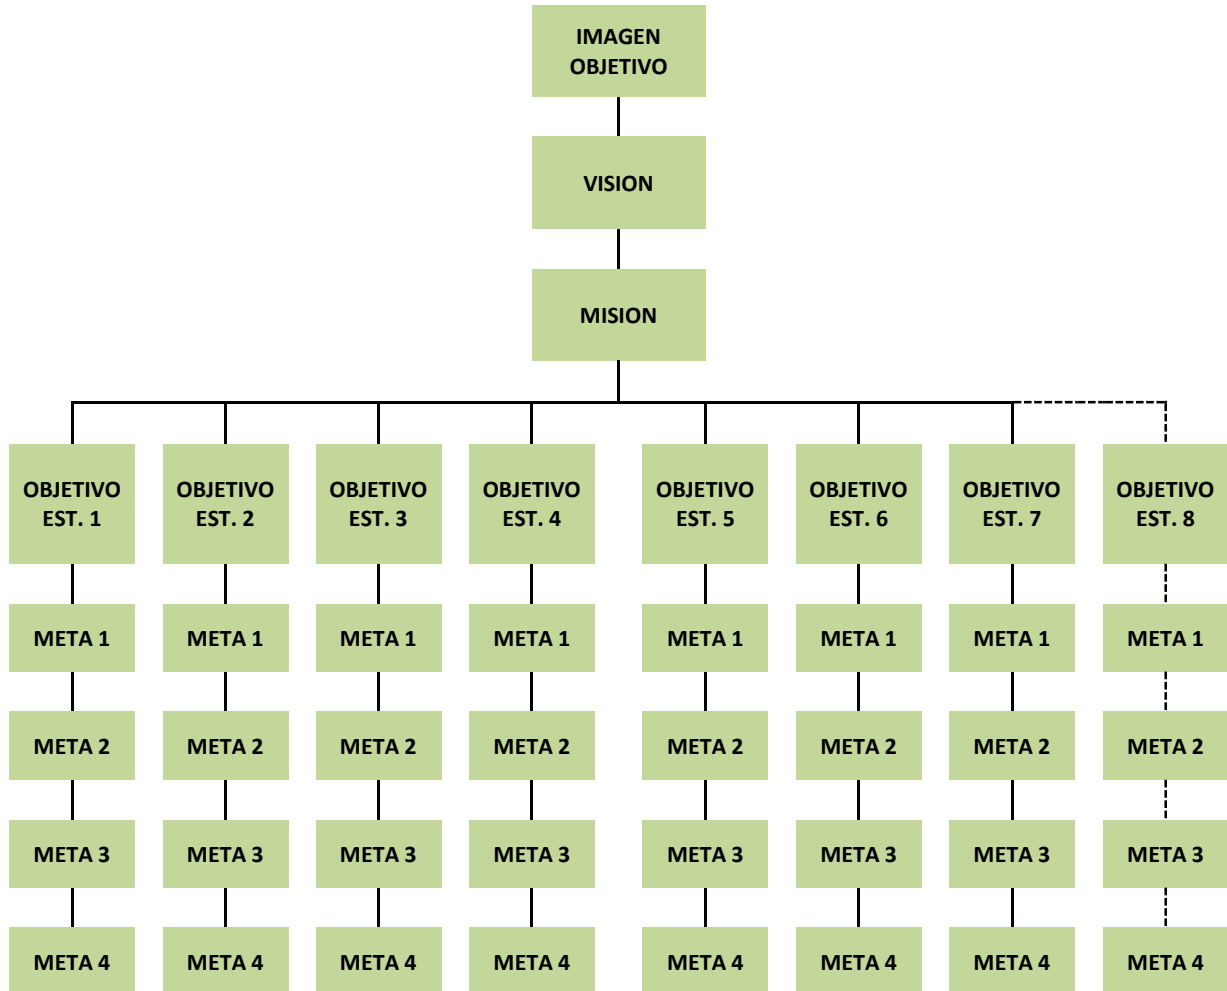 IMAGEN
OBJETIVO
VISION
MISION
OBJETIVO
EST. 1
OBJETIVO
EST. 2
OBJETIVO
EST. 3
OBJETIVO
EST. 4
OBJETIVO
EST. 5
OBJETIVO
EST. 6
OBJETIVO
EST. 7
OBJETIVO
EST. 8
META 1
META 1
META 1
META 1
META 1
META 1
META 1
META 1
META 2
META 2
META 2
META 2
META 2
META 2
META 2
META 2
META 3
META 3
META 3
META 3
META 3
META 3
META 3
META 3
META 4
META 4
META 4
META 4
META 4
META 4
META 4
META 4